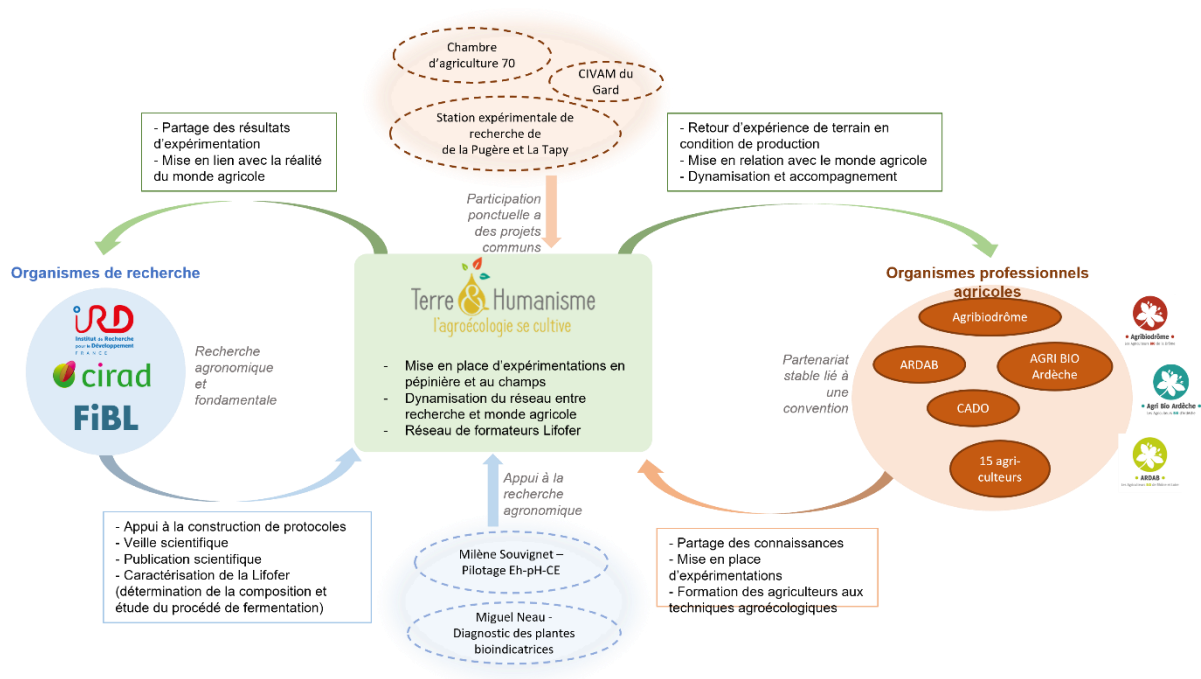 Chambre
d'agriculture 70
CIVAM du
Gard
Station expérimentale de
recherche de
de la Pugère et La Tapy
- Partage des résultats
d'expérimentation
- Mise en lien avec la réalité
du monde agricole
- Retour d'expérience de terrain en
condition de production
- Mise en relation avec le monde agricole
- Dynamisation et accompagnement
Participation
ponctuelle a
des projets
communs
Organismes de recherche
IRD
Institut de Recherche
pour le Développement
FRANCE
cirad
FiBL
Recherche
agronomique
et
fondamentale
Terre & Humanisme
l'agroécologie se cultive
- Mise en place d'expérimentations en
pépinière et au champs
- Dynamisation du réseau entre
recherche et monde agricole
- Réseau de formateurs Lifofer
Partenariat
stable lié à
une
convention
Organismes professionnels
agricoles
Agribiodrôme
ARDAB
AGRI BIO
Ardèche
CADO
15 agri-
culteurs
• Agribiodrôme •
• Agri Bio Ardèche •
• ARDAB •
- Appui à la construction de protocoles
- Veille scientifique
- Publication scientifique
- Caractérisation de la Lifofer
(détermination de la composition et
étude du procédé de fermentation)
Appui à la
recherche
agronomique
Milène Souvignet –
Pilotage Eh-pH-CE
Miguel Neau -
Diagnostic des plantes
bioindicatrices
- Partage des connaissances
- Mise en place
d'expérimentations
- Formation des agriculteurs aux
techniques agroécologiques